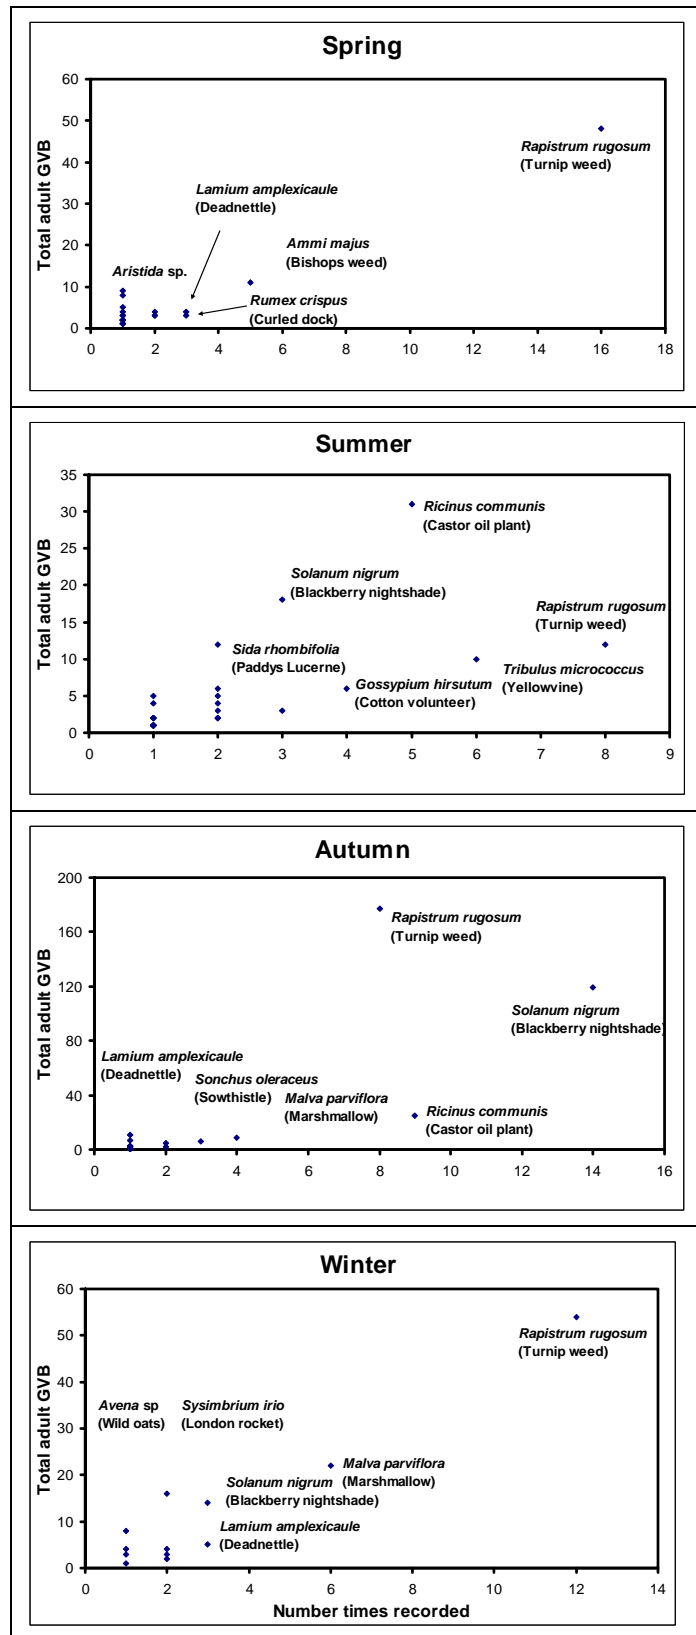 Spring
60
50
40
30
20
10
0
Total adult GVB
Rapistrum rugosum
(Turnip weed)
Lamium amplexicaule
(Deadnettle)
Ammi majus
(Bishops weed)
Aristida sp.
Rumex crispus
(Curled dock)
0 2 4 6 8 10 12 14 16 18
Summer
35
30
25
20
15
10
5
0
Total adult GVB
Ricinus communis
(Castor oil plant)
Solanum nigrum
(Blackberry nightshade)
Rapistrum rugosum
(Turnip weed)
Sida rhombifolia
(Paddys Lucerne)
Gossypium hirsutum
(Cotton volunteer)
Tribulus micrococcus
(Yellowvine)
0 1 2 3 4 5 6 7 8 9
Autumn
200
160
120
80
40
0
Total adult GVB
Rapistrum rugosum
(Turnip weed)
Solanum nigrum
(Blackberry nightshade)
Lamium amplexicaule
(Deadnettle)
Sonchus oleraceus
(Sowthistle)
Malva parviflora
(Marshmallow)
Ricinus communis
(Castor oil plant)
0 2 4 6 8 10 12 14 16
Winter
60
50
40
30
20
10
0
Total adult GVB
Rapistrum rugosum
(Turnip weed)
Avena sp
(Wild oats)
Sysimbrium irio
(London rocket)
Malva parviflora
(Marshmallow)
Solanum nigrum
(Blackberry nightshade)
Lamium amplexicaule
(Deadnettle)
0 2 4 6 8 10 12 14
Number times recorded